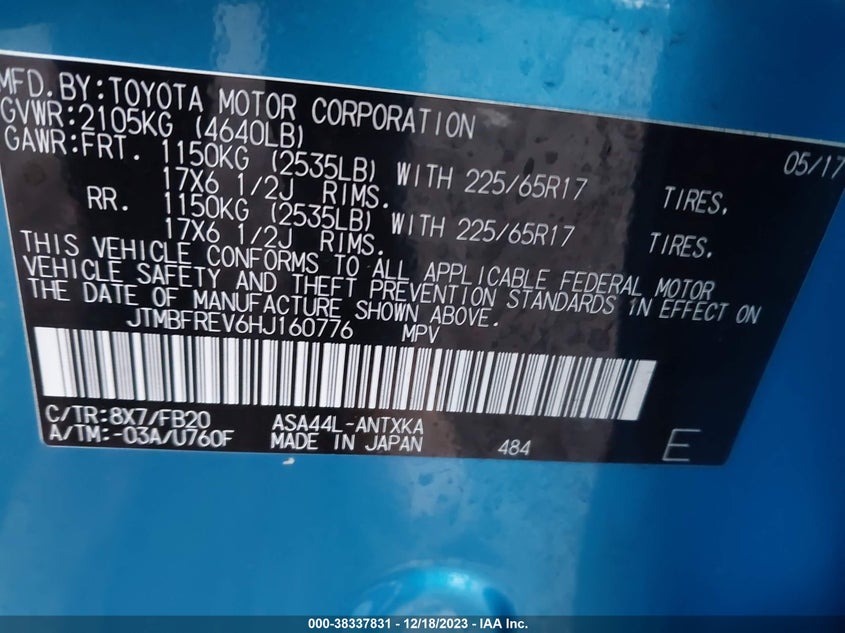 MFD. BY: TOYOTA MOTOR CORPORATION 05/17
GVWR: 2105KG (4640LB)
GAWR: FRT. 1150KG (2535LB) WITH 225/65R17 TIRES,
17X6 1/2J RIMS.
RR. 1150KG (2535LB) WITH 225/65R17 TIRES,
17X6 1/2J RIMS.
THIS VEHICLE CONFORMS TO ALL APPLICABLE FEDERAL MOTOR
VEHICLE SAFETY AND THEFT PREVENTION STANDARDS IN EFFECT ON
THE DATE OF MANUFACTURE SHOWN ABOVE.
JTMBFREV6HJ160776 MPV
C/TR: 8X7/FB20 ASA44L-ANTXKA
A/TM: -03A/U760F MADE IN JAPAN 484 E
000-38337831 - 12/18/2023 - IAA Inc.